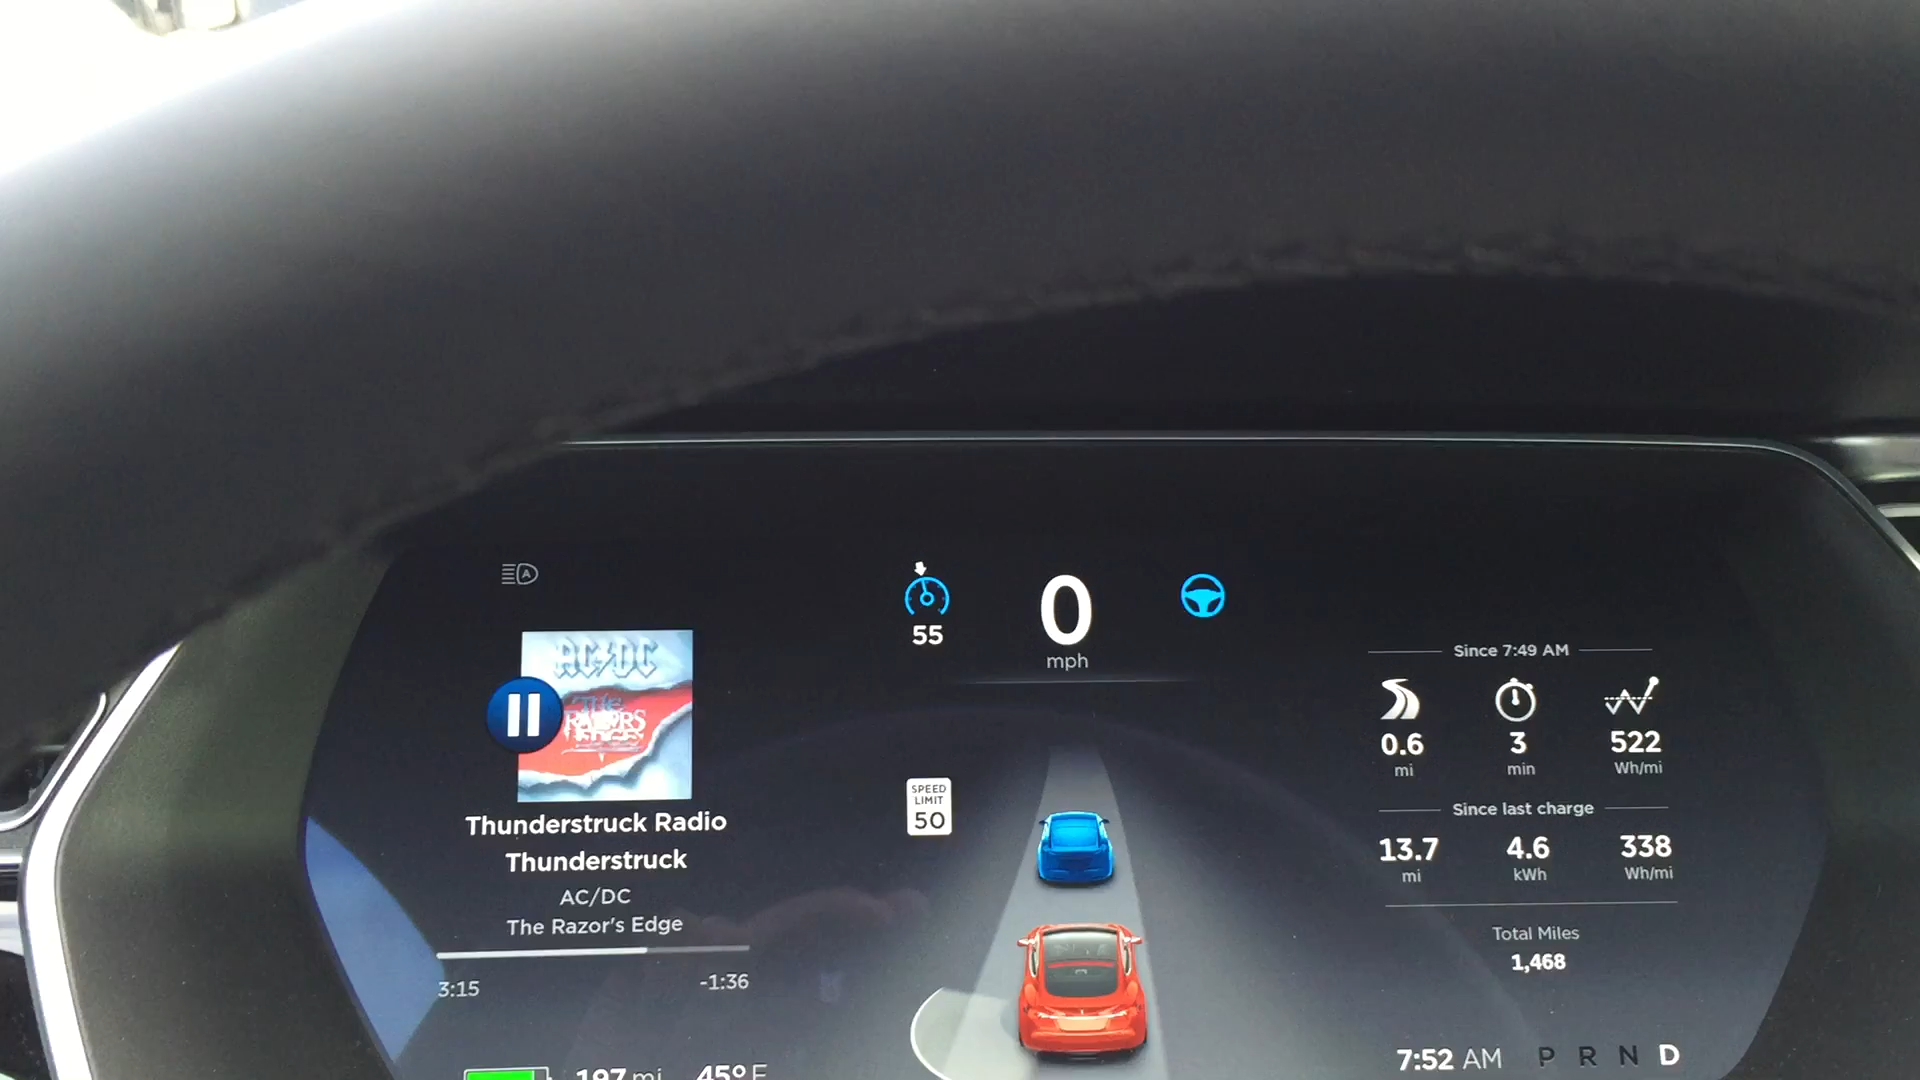 A
AC/DC
THE
RAZORS
EDGE
Thunderstruck Radio
Thunderstruck
AC/DC
The Razor's Edge
3:15
-1:36
197 mi
45° F
55
0
mph
SPEED
LIMIT
50
Since 7:49 AM
0.6 3 522
mi min Wh/mi
Since last charge
13.7 4.6 338
mi kWh Wh/mi
Total Miles
1,468
7:52 AM P R N D